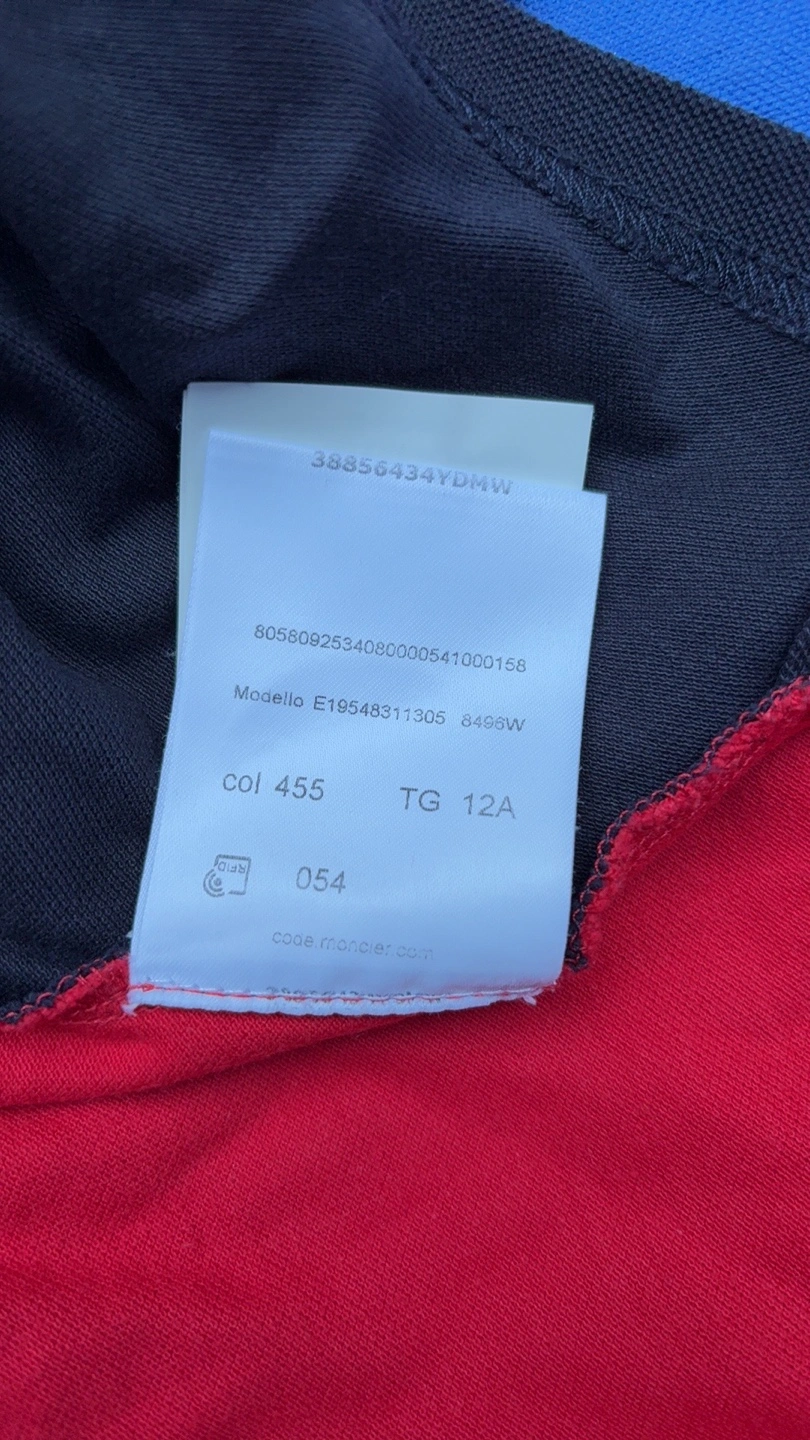 38856434YDMW
8058092534080000541000158
Modello E19548311305 8496W
col 455 TG 12A
RFID 054
code.moncler.com